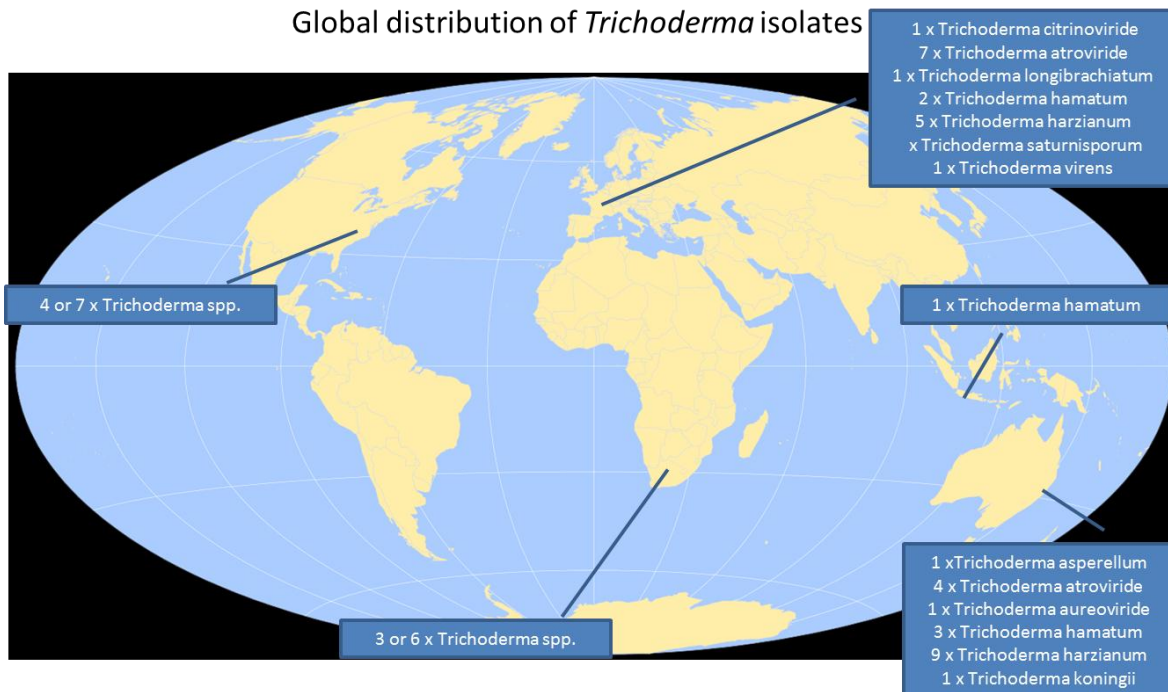 Global distribution of Trichoderma isolates
1 x Trichoderma citrinoviride
7 x Trichoderma atroviride
1 x Trichoderma longibrachiatum
2 x Trichoderma hamatum
5 x Trichoderma harzianum
x Trichoderma saturnisporum
1 x Trichoderma virens
4 or 7 x Trichoderma spp.
1 x Trichoderma hamatum
3 or 6 x Trichoderma spp.
1 xTrichoderma asperellum
4 x Trichoderma atroviride
1 x Trichoderma aureoviride
3 x Trichoderma hamatum
9 x Trichoderma harzianum
1 x Trichoderma koningii